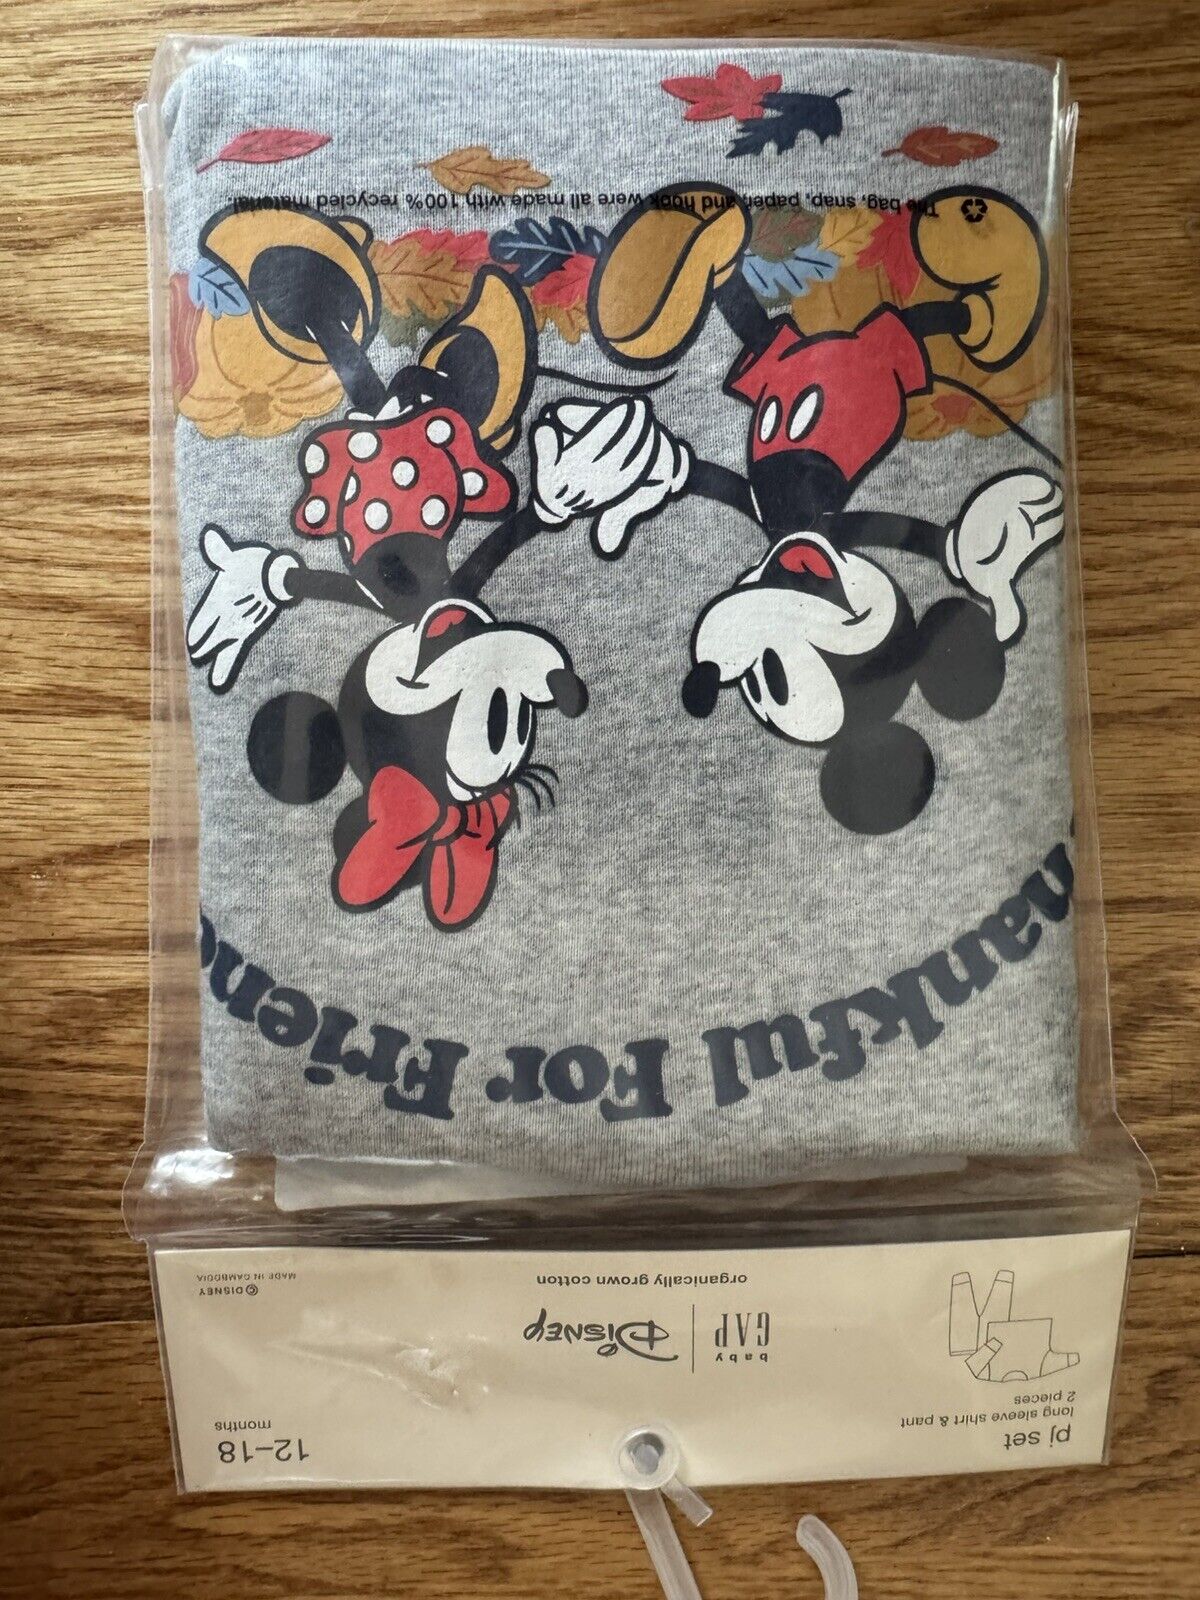 pj set
long sleeve shirt & pant
2 pieces
12–18
months
baby
GAP
Disney
organically grown cotton
© DISNEY
MADE IN CAMBODIA
Thankful For Frien
The bag, snap, paper, and hook were all made with 100% recycled material.